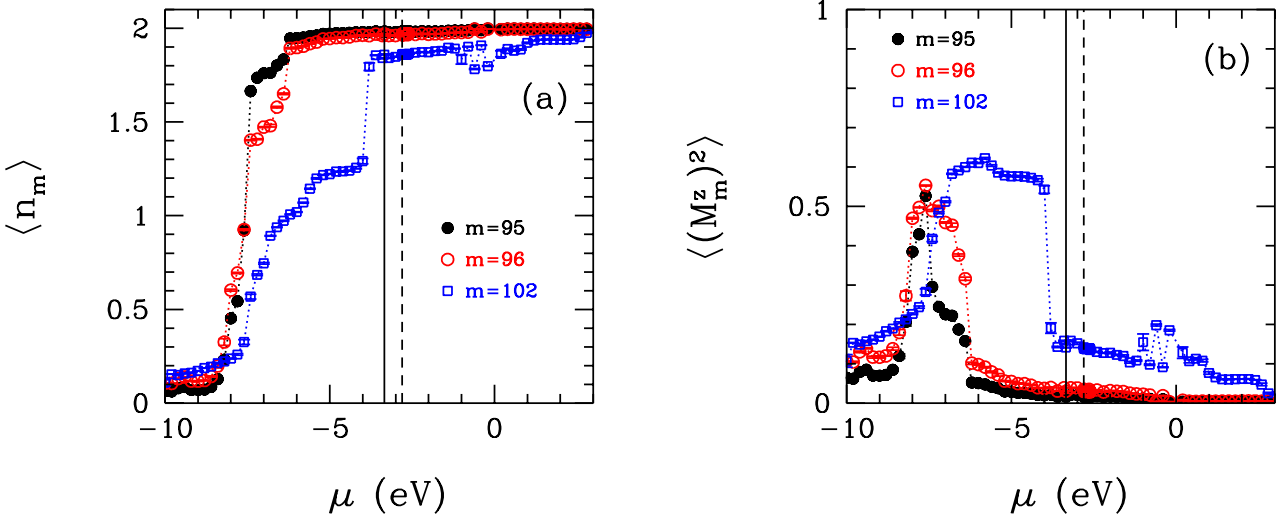 2
1.5
1
0.5
0
⟨n_m⟩
(a)
m=95
m=96
m=102
−10
−5
0
μ (eV)
1
0.5
0
⟨(M^z_m)^2⟩
m=95
m=96
m=102
(b)
−10
−5
0
μ (eV)